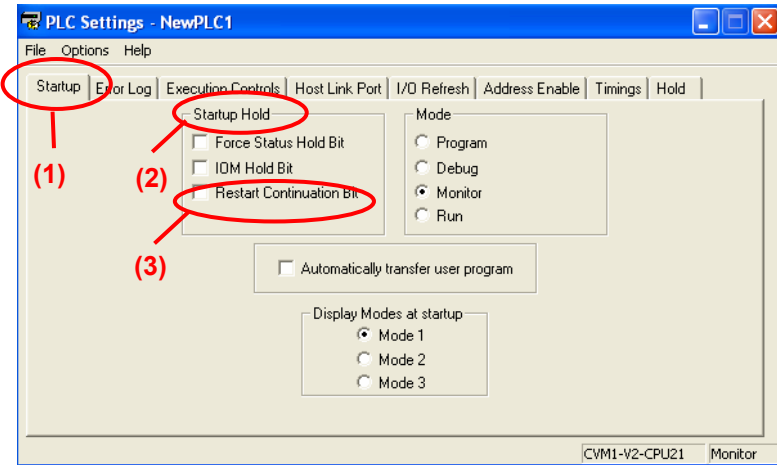 PLC Settings - NewPLC1
File Options Help
Startup Error Log Execution Controls Host Link Port I/O Refresh Address Enable Timings Hold
Startup Hold
Force Status Hold Bit
IOM Hold Bit
Restart Continuation Bit
Mode
Program
Debug
Monitor
Run
(1)
(2)
(3)
Automatically transfer user program
Display Modes at startup
Mode 1
Mode 2
Mode 3
CVM1-V2-CPU21 Monitor